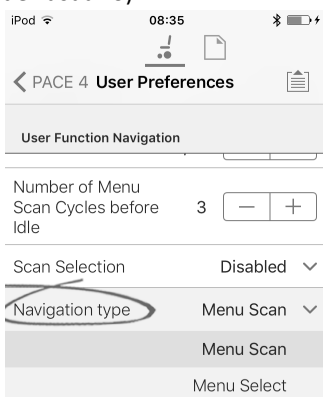 iPod 08:35
PACE 4 User Preferences
User Function Navigation
Number of Menu
Scan Cycles before 3
Idle
Scan Selection Disabled
Navigation type Menu Scan
Menu Scan
Menu Select